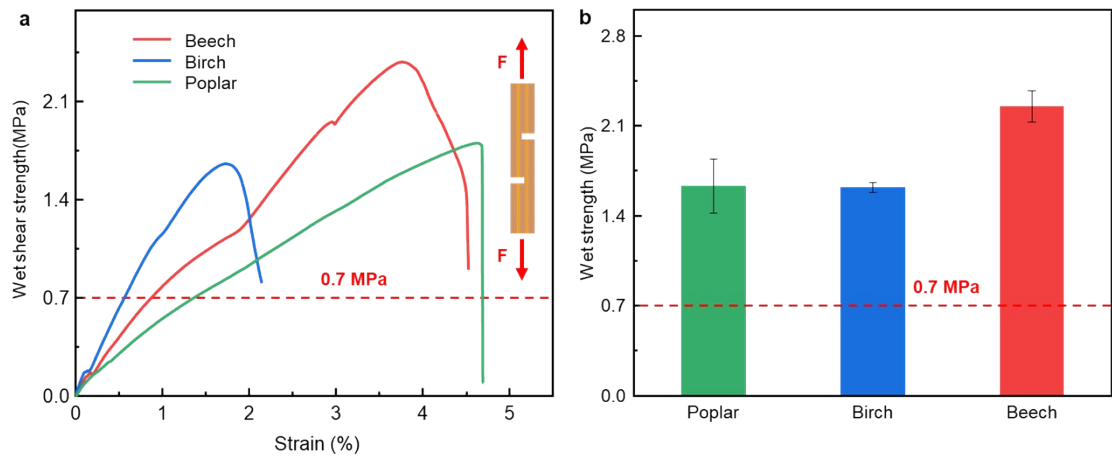 a
Wet shear strength(MPa)
2.1
1.4
0.7
0.0
Beech
Birch
Poplar
F
F
0.7 MPa
0
1
2
3
4
5
Strain (%)
b
Wet strength (MPa)
2.8
2.1
1.4
0.7
0.0
0.7 MPa
Poplar
Birch
Beech